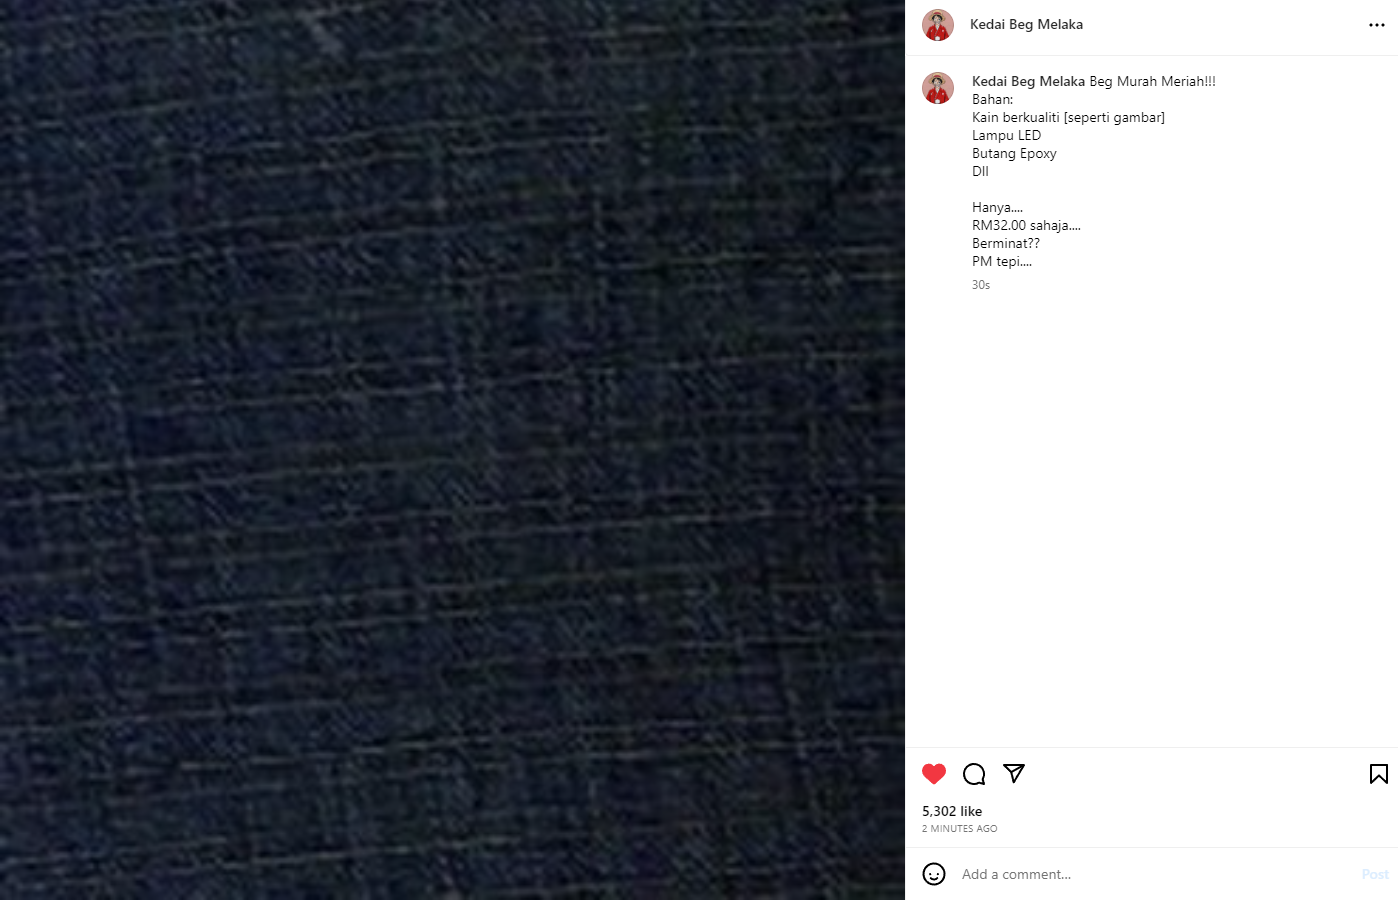 Kedai Beg Melaka
Kedai Beg Melaka Beg Murah Meriah!!!
Bahan:
Kain berkualiti [seperti gambar]
Lampu LED
Butang Epoxy
Dll

Hanya....
RM32.00 sahaja....
Berminat??
PM tepi....
30s
5,302 like
2 MINUTES AGO
Add a comment...
Post